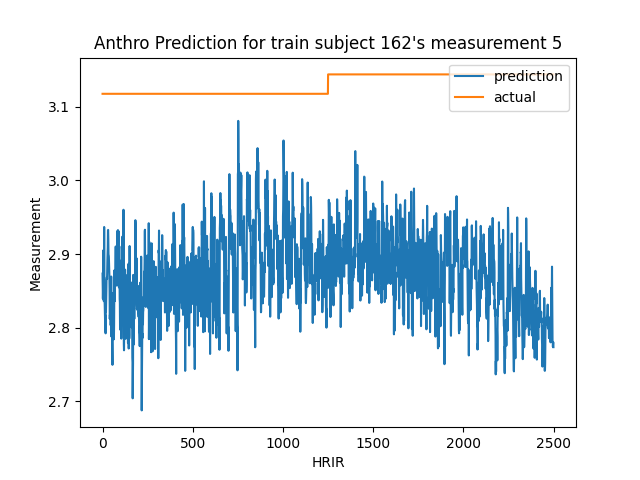 Anthro Prediction for train subject 162's measurement 5
prediction
actual
3.1
3.0
2.9
2.8
2.7
Measurement
0
500
1000
1500
2000
2500
HRIR